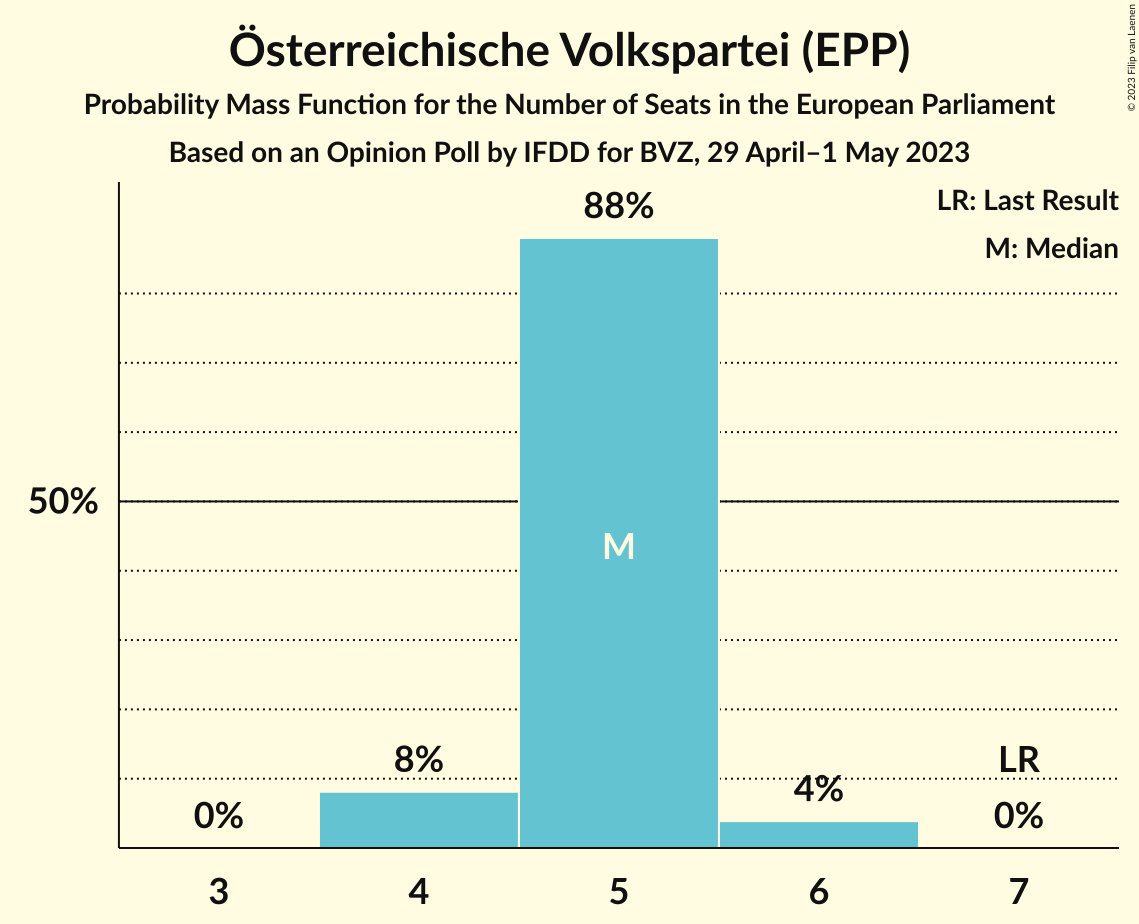 Österreichische Volkspartei (EPP)
Probability Mass Function for the Number of Seats in the European Parliament
Based on an Opinion Poll by IFDD for BVZ, 29 April–1 May 2023
© 2023 Filip van Laenen
LR: Last Result
M: Median
88%
50%
M
8%
LR
4%
0%
0%
3
4
5
6
7